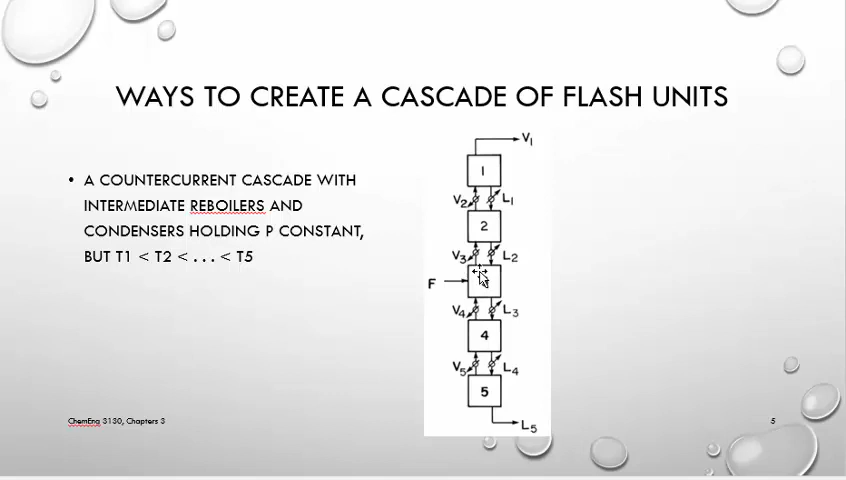 WAYS TO CREATE A CASCADE OF FLASH UNITS
• A COUNTERCURRENT CASCADE WITH
INTERMEDIATE REBOILERS AND
CONDENSERS HOLDING P CONSTANT,
BUT T1 < T2 < . . . < T5
V1
1
V2 L1
2
V3 L2
F
V4 L3
4
V5 L4
5
L5
ChemEng 3130, Chapters 3
5